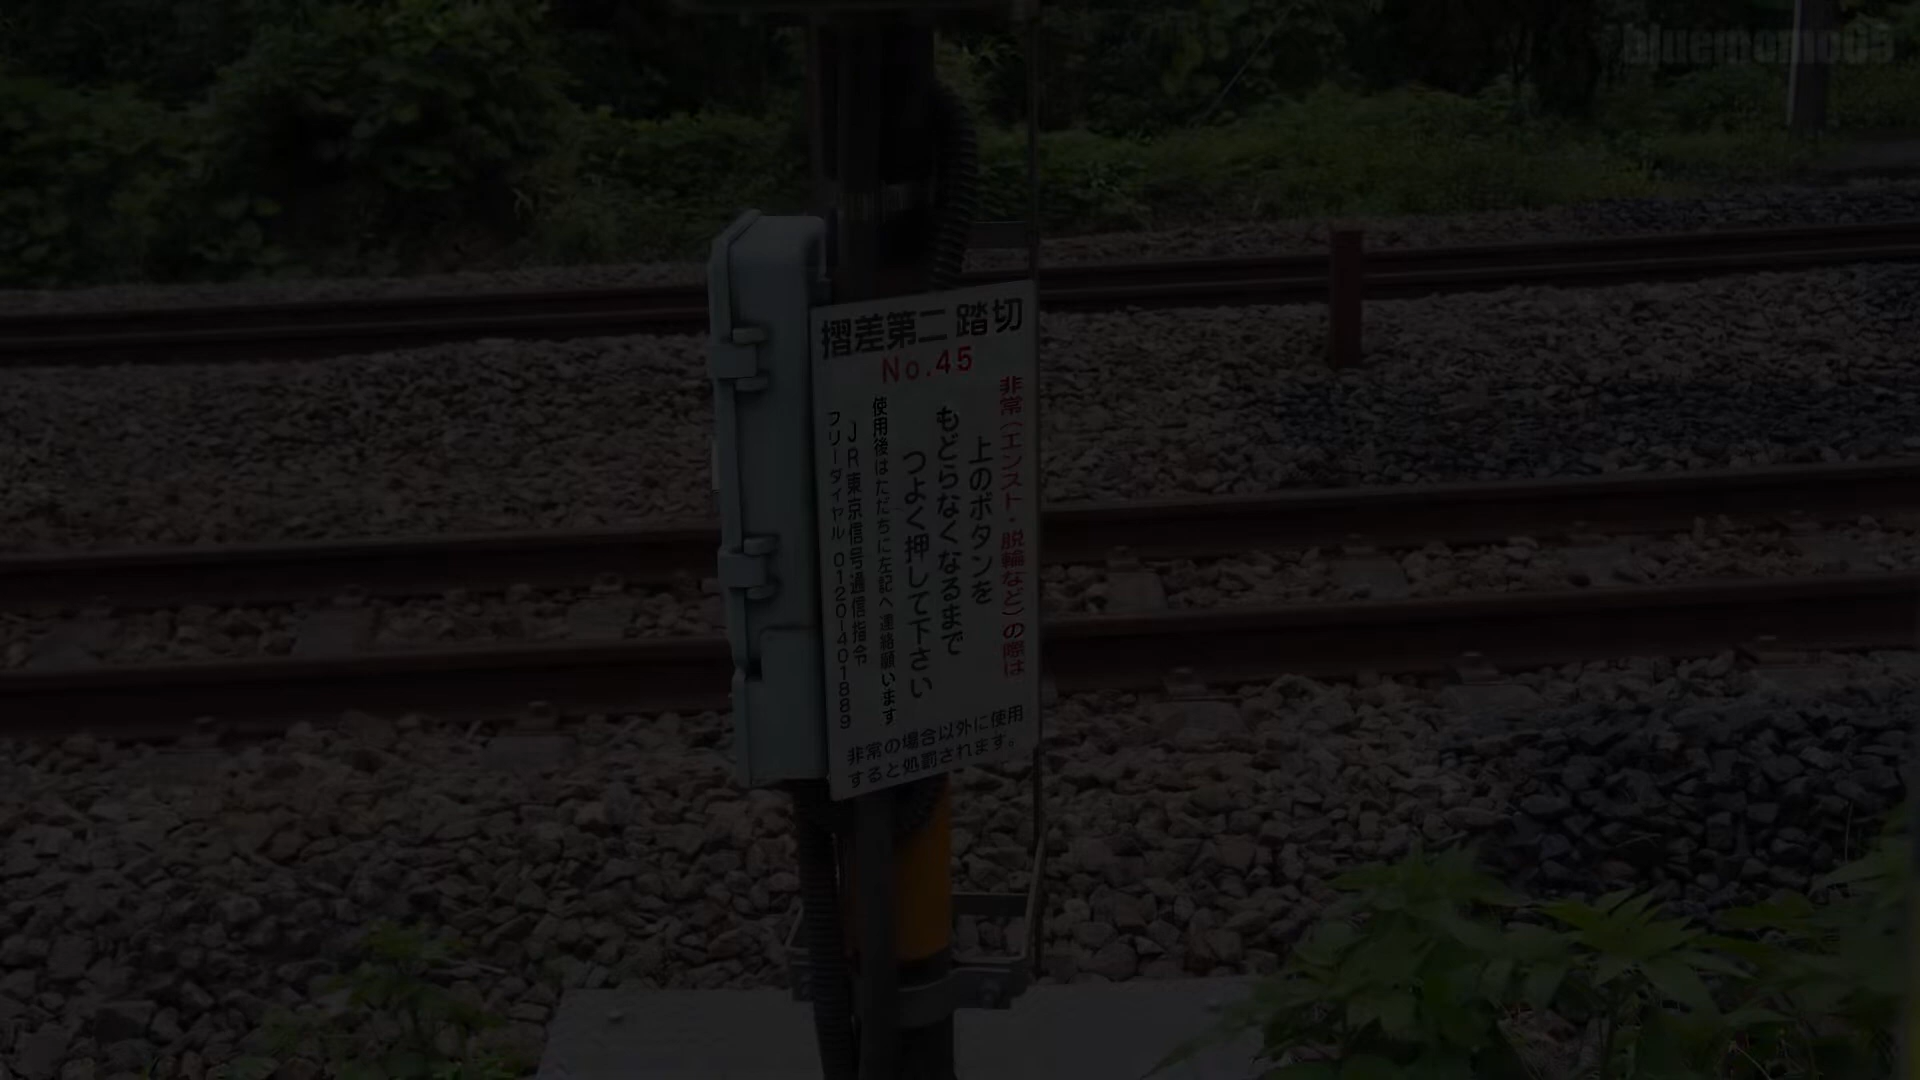 bluemomo05
摺差第二踏切
No.45
非常(エンスト・脱輪など)の際は
上のボタンを
もどらなくなるまで
つよく押して下さい
使用後はただちに左記へ連絡願います
JR東京信号通信指令
フリーダイヤル 0120-401889
非常の場合以外に使用
すると処罰されます。